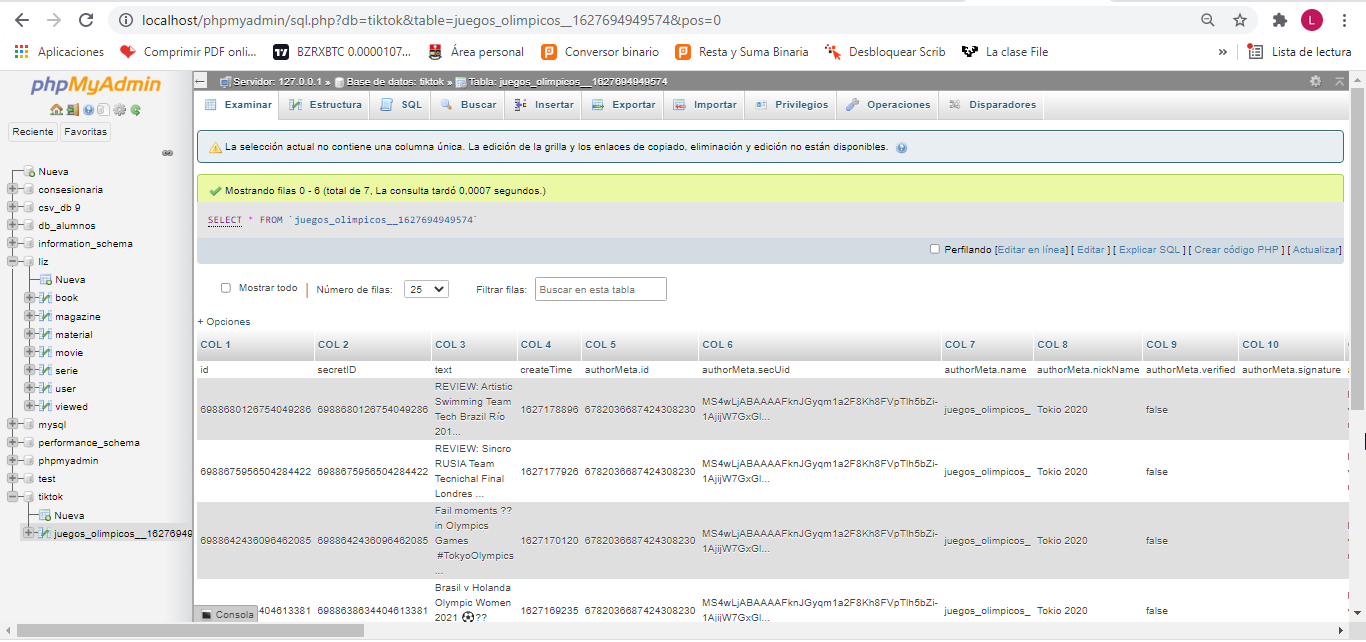 localhost/phpmyadmin/sql.php?db=tiktok&table=juegos_olimpicos__1627694949574&pos=0
L
Aplicaciones
Comprimir PDF onli...
BZRXBTC 0.0000107...
Área personal
Conversor binario
Resta y Suma Binaria
Desbloquear Scrib
La clase File
»
Lista de lectura
phpMyAdmin
Reciente
Favoritas
Nueva
consesionaria
csv_db 9
db_alumnos
information_schema
liz
Nueva
book
magazine
material
movie
serie
user
viewed
mysql
performance_schema
phpmyadmin
test
tiktok
Nueva
juegos_olimpicos__16276949
Servidor: 127.0.0.1 » Base de datos: tiktok » Tabla: juegos_olimpicos__1627694949574
Examinar
Estructura
SQL
Buscar
Insertar
Exportar
Importar
Privilegios
Operaciones
Disparadores
La selección actual no contiene una columna única. La edición de la grilla y los enlaces de copiado, eliminación y edición no están disponibles.
Mostrando filas 0 - 6 (total de 7, La consulta tardó 0,0007 segundos.)
SELECT * FROM `juegos_olimpicos__1627694949574`
Perfilando [Editar en línea] [ Editar ] [ Explicar SQL ] [ Crear código PHP ] [ Actualizar]
Mostrar todo
Número de filas:
25
Filtrar filas:
Buscar en esta tabla
+ Opciones
COL 1 COL 2 COL 3 COL 4 COL 5 COL 6 COL 7 COL 8 COL 9 COL 10
id secretID text createTime authorMeta.id authorMeta.secUid authorMeta.name authorMeta.nickName authorMeta.verified authorMeta.signature
6988680126754049286 6988680126754049286
REVIEW: Artistic
Swimming Team
Tech Brazil Río
201...
1627178896 6782036687424308230
MS4wLjABAAAAFknJGyqm1a2F8Kh8FVpTlh5bZi-
1AjijW7GxGl...
juegos_olimpicos_ Tokio 2020 false
6988675956504284422 6988675956504284422
REVIEW: Sincro
RUSIA Team
Tecnichal Final
Londres ...
1627177926 6782036687424308230
MS4wLjABAAAAFknJGyqm1a2F8Kh8FVpTlh5bZi-
1AjijW7GxGl...
juegos_olimpicos_ Tokio 2020 false
6988642436096462085 6988642436096462085
Fail moments ??
in Olympics
Games
#TokyoOlympics
...
1627170120 6782036687424308230
MS4wLjABAAAAFknJGyqm1a2F8Kh8FVpTlh5bZi-
1AjijW7GxGl...
juegos_olimpicos_ Tokio 2020 false
404613381 6988638634404613381
Brasil v Holanda
Olympic Women
2021 ⚽??
1627169235 6782036687424308230
MS4wLjABAAAAFknJGyqm1a2F8Kh8FVpTlh5bZi-
1AjijW7GxGl...
juegos_olimpicos_ Tokio 2020 false
Consola